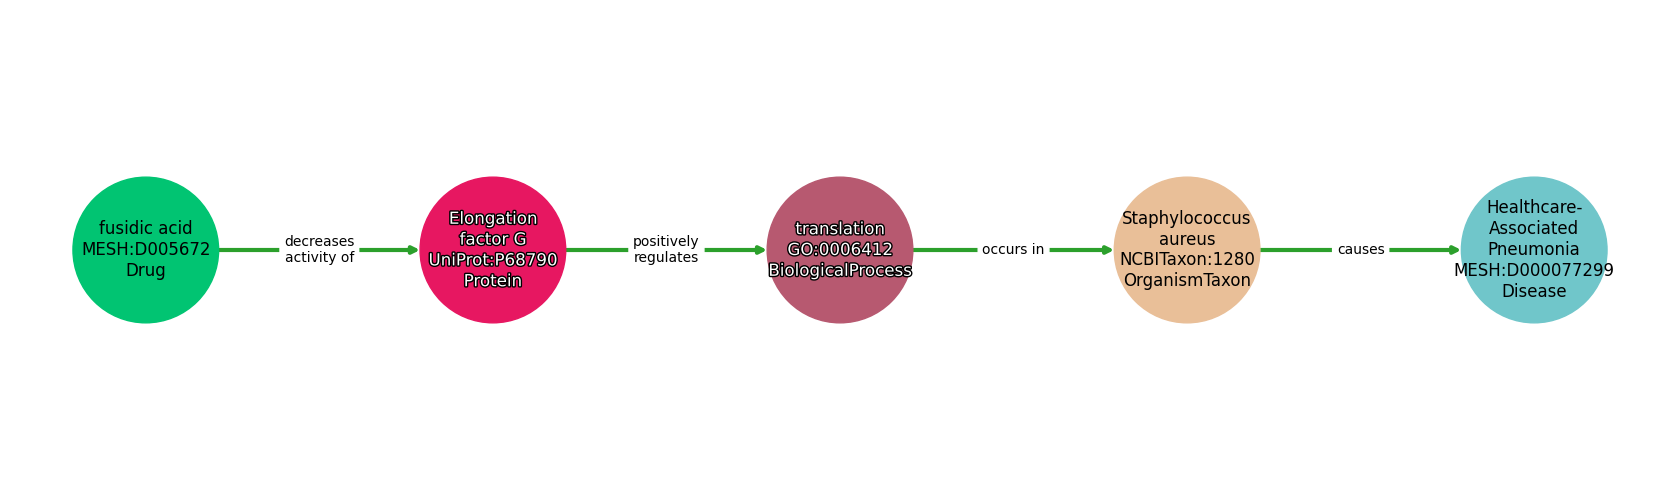 fusidic acid
MESH:D005672
Drug
decreases
activity of
Elongation
factor G
UniProt:P68790
Protein
positively
regulates
translation
GO:0006412
BiologicalProcess
occurs in
Staphylococcus
aureus
NCBITaxon:1280
OrganismTaxon
causes
Healthcare-
Associated
Pneumonia
MESH:D000077299
Disease